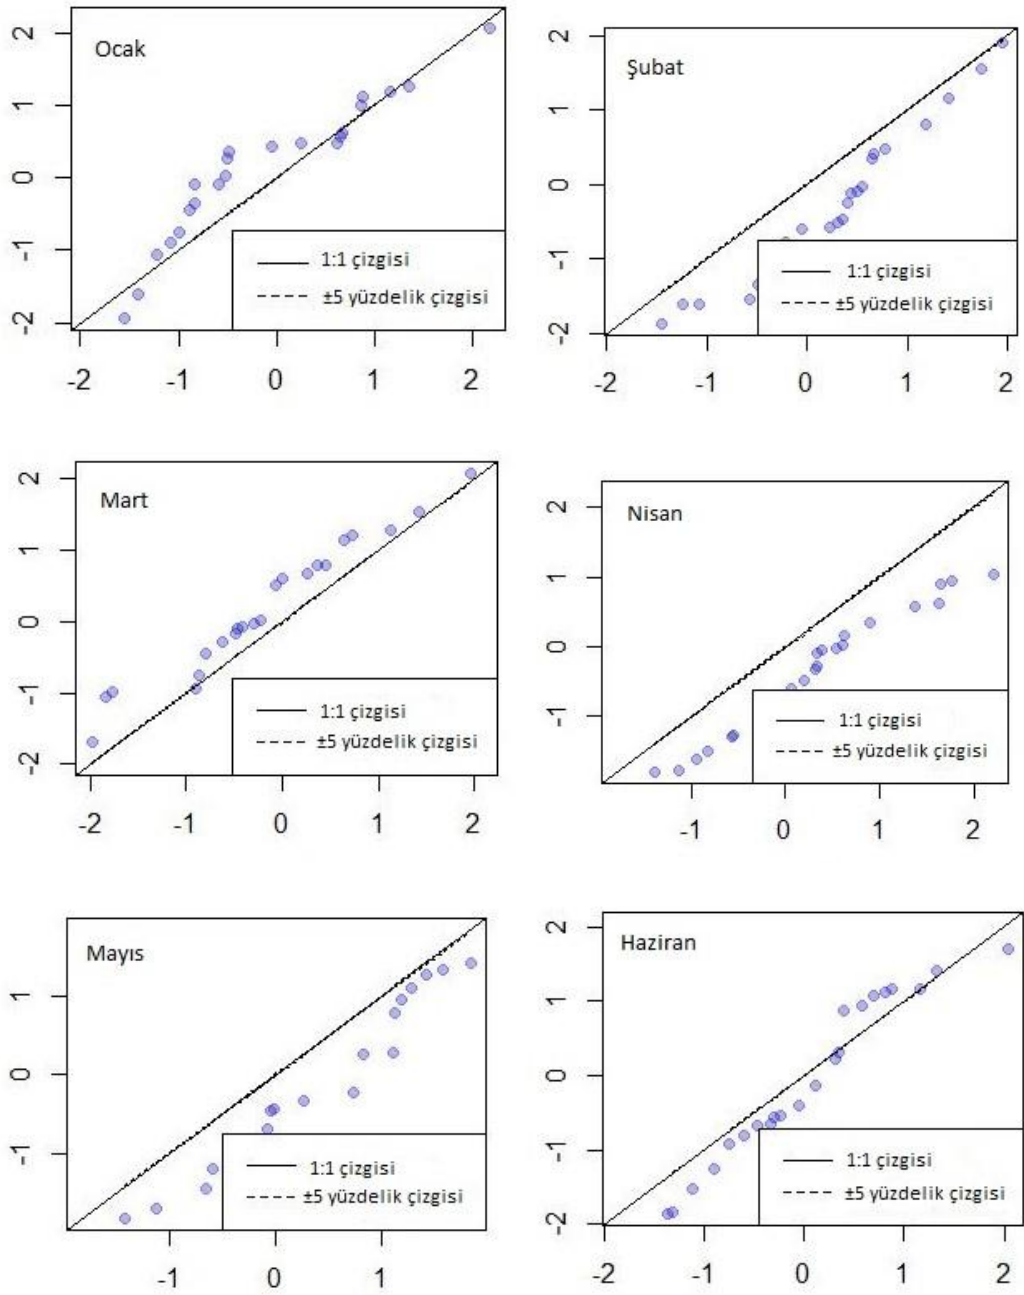 Ocak
2
1
0
-1
-2
1:1 çizgisi
±5 yüzdelik çizgisi
-2 -1 0 1 2
Şubat
2
1
0
-1
-2
1:1 çizgisi
±5 yüzdelik çizgisi
-2 -1 0 1 2
Mart
2
1
0
-1
-2
1:1 çizgisi
±5 yüzdelik çizgisi
-2 -1 0 1 2
Nisan
2
1
0
-1
1:1 çizgisi
±5 yüzdelik çizgisi
-1 0 1 2
Mayıs
1
0
-1
1:1 çizgisi
±5 yüzdelik çizgisi
-1 0 1
Haziran
2
1
0
-1
-2
1:1 çizgisi
±5 yüzdelik çizgisi
-2 -1 0 1 2